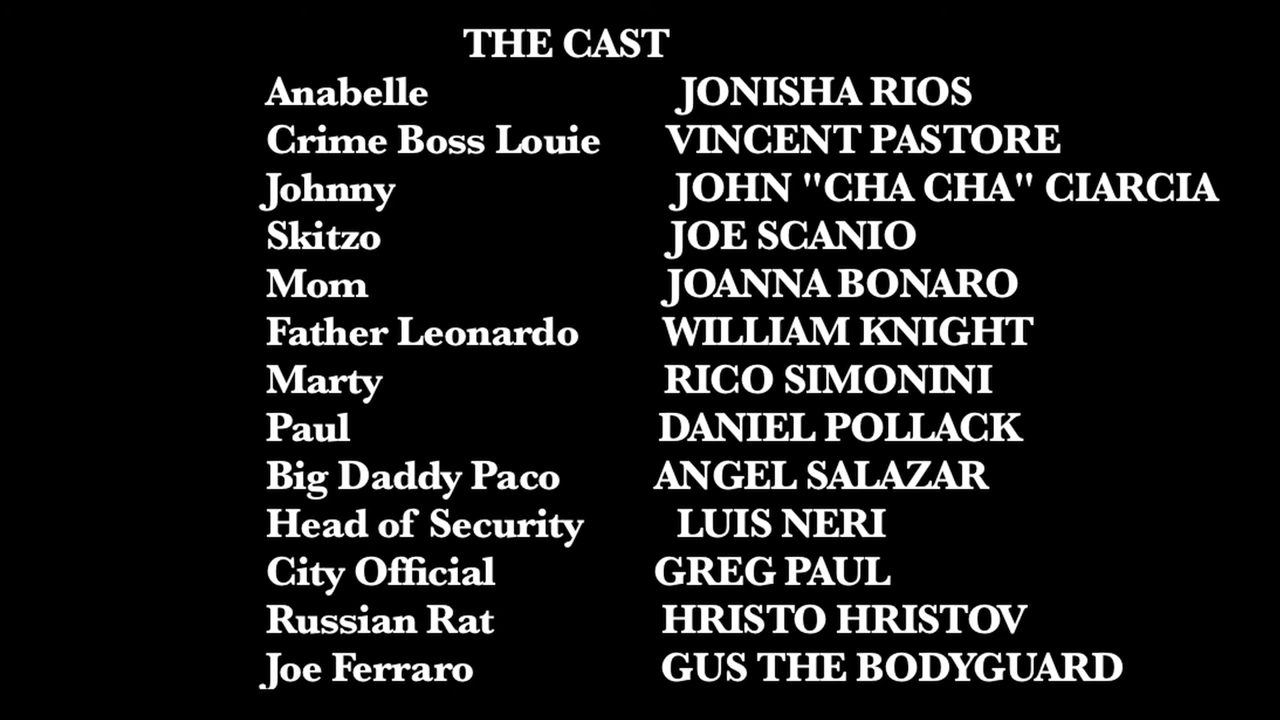 THE CAST
Anabelle JONISHA RIOS
Crime Boss Louie VINCENT PASTORE
Johnny JOHN "CHA CHA" CIARCIA
Skitzo JOE SCANIO
Mom JOANNA BONARO
Father Leonardo WILLIAM KNIGHT
Marty RICO SIMONINI
Paul DANIEL POLLACK
Big Daddy Paco ANGEL SALAZAR
Head of Security LUIS NERI
City Official GREG PAUL
Russian Rat HRISTO HRISTOV
Joe Ferraro GUS THE BODYGUARD